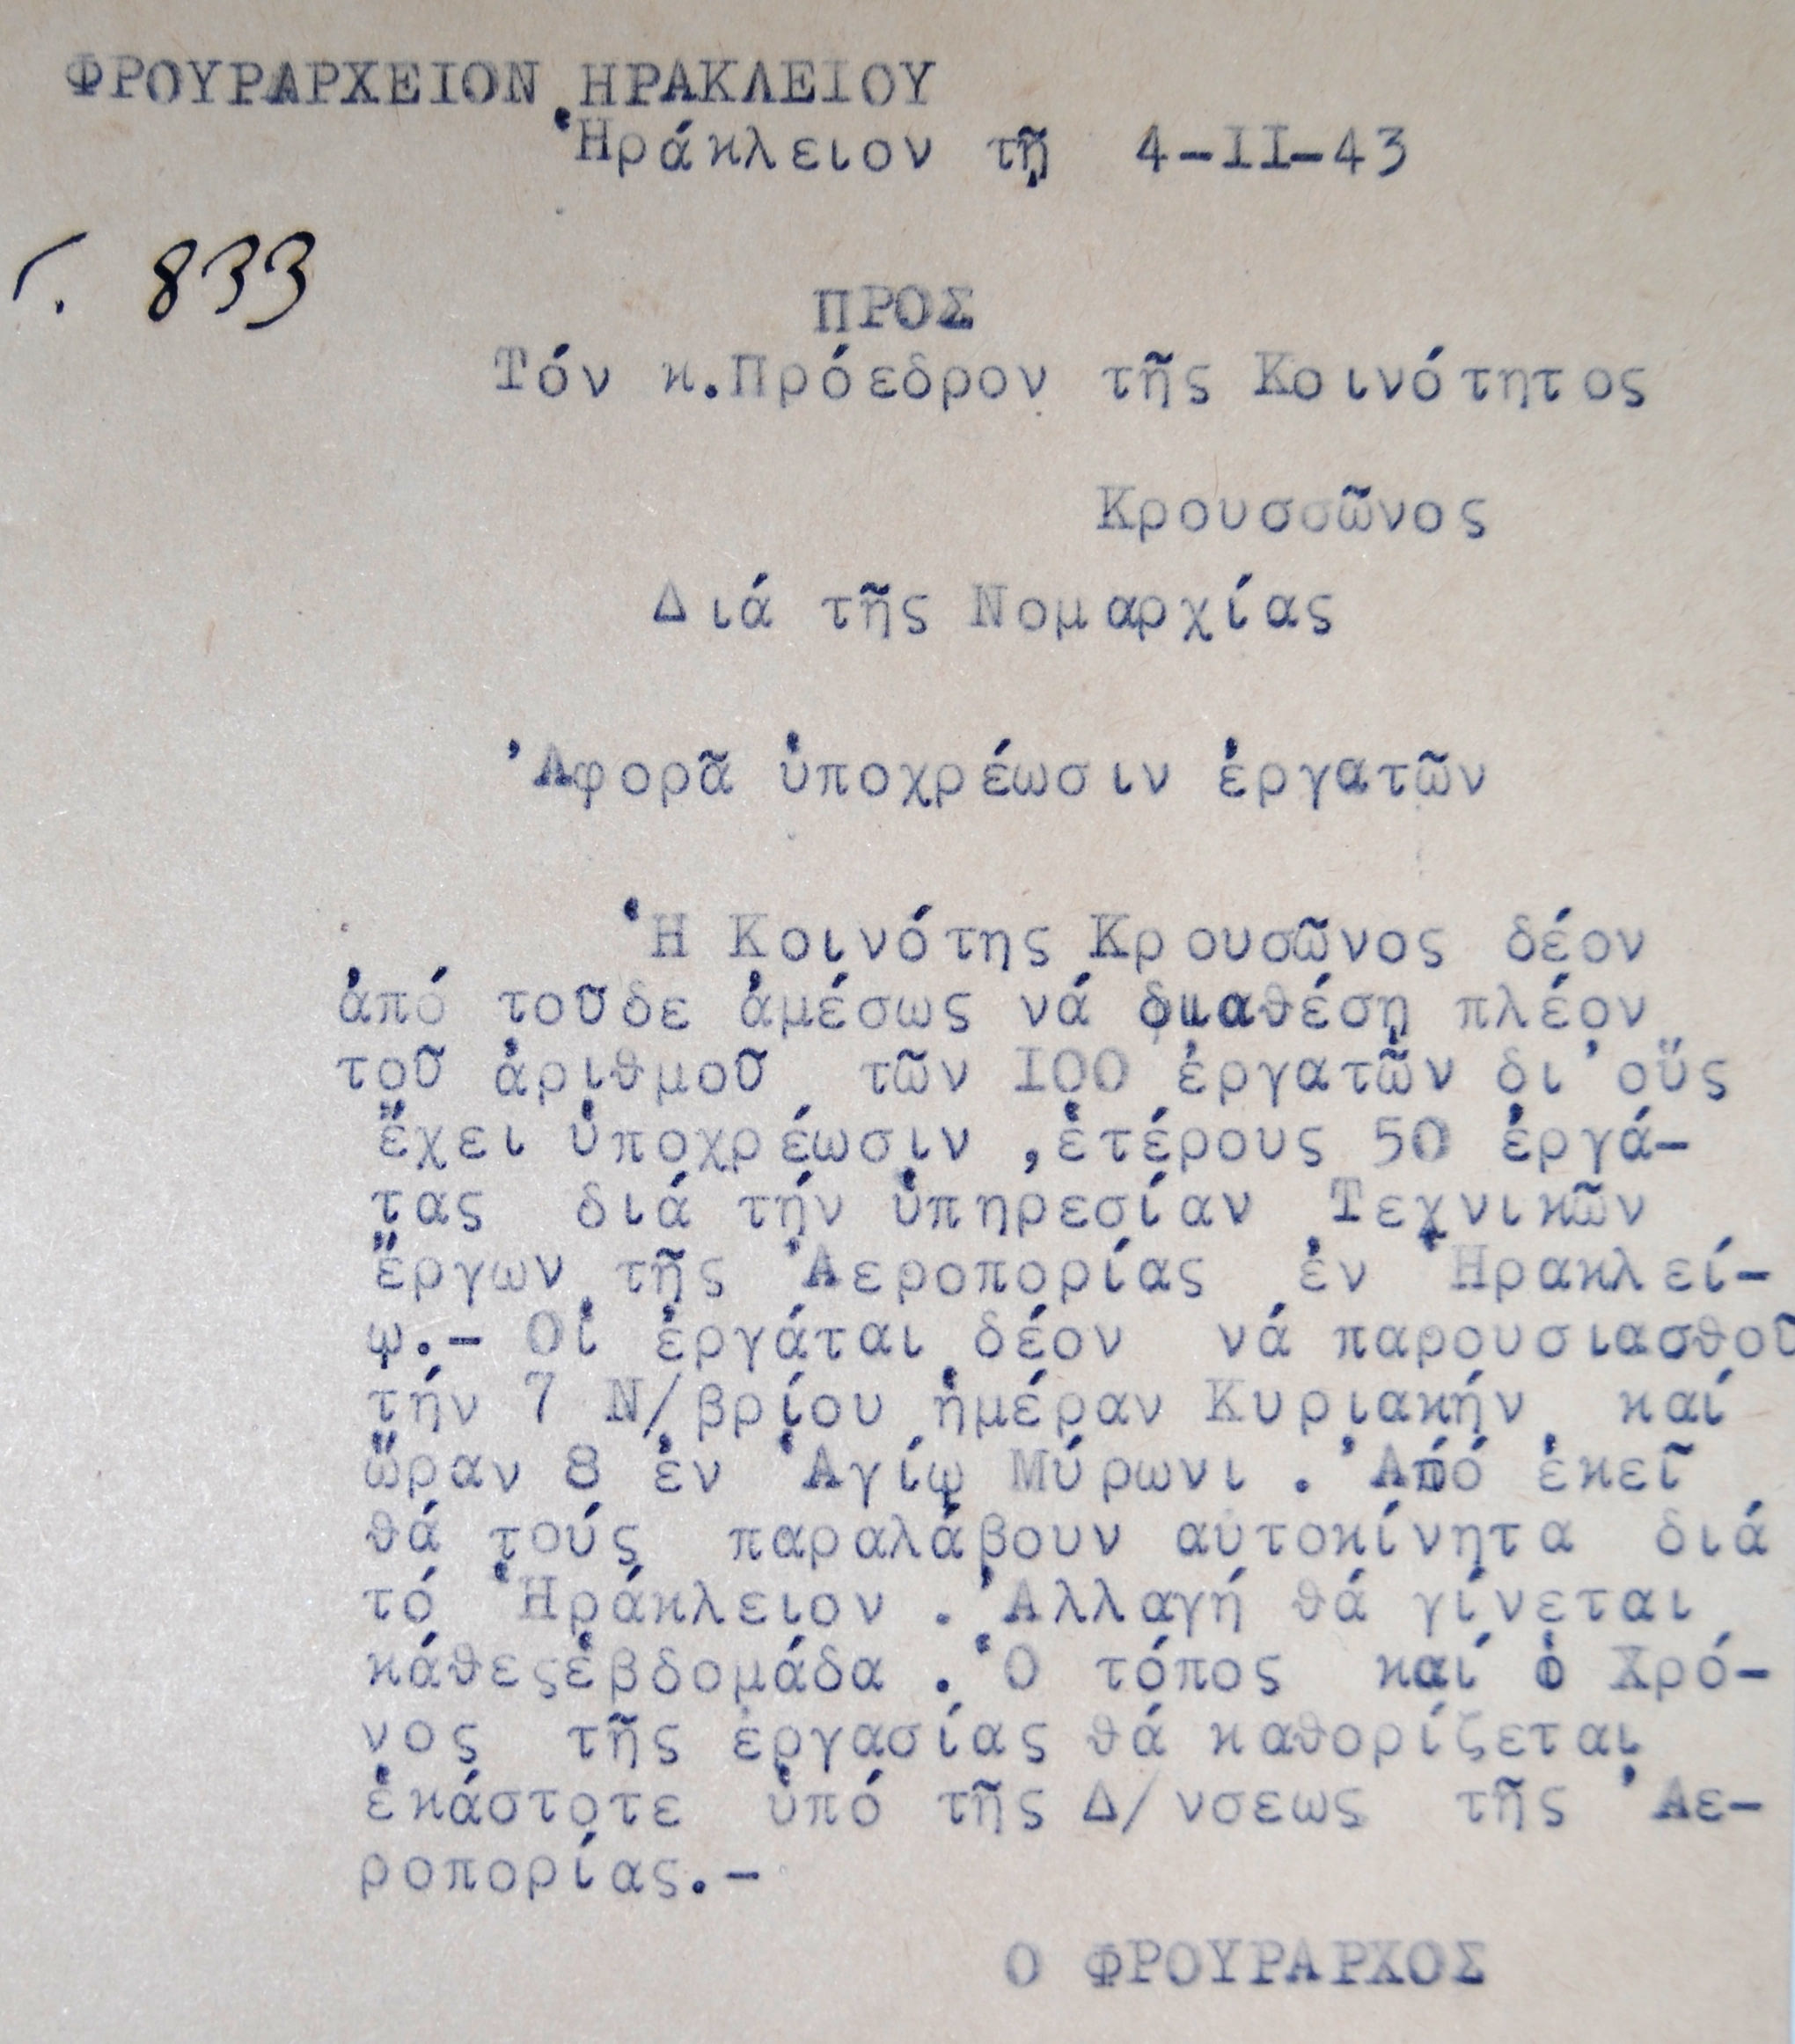 ΦΡΟΥΡΑΡΧΕΙΟΝ ΗΡΑΚΛΕΙΟΥ
Ἡράκλειον τῇ 4-II-43
Γ. 833
ΠΡΟΣ
Τόν κ.Πρόεδρον τῆς Κοινότητος
Κρουσσῶνος
Διά τῆς Νομαρχίας
Ἀφορᾶ ὑποχρέωσιν ἐργατῶν
Ἡ Κοινότης Κρουσῶνος δέον
ἀπό τοῦδε ἀμέσως νά διαθέσῃ πλέον
τοῦ ἀριθμοῦ τῶν I00 ἐργατῶν δι᾽οὕς
ἔχει ὑποχρέωσιν ,ἑτέρους 50 ἐργά-
τας διά τήν ὑπηρεσίαν Τεχνικῶν
ἔργων τῆς Ἀεροπορίας ἐν Ἡρακλεί-
ῳ.- Οἱ ἐργάται δέον νά παρουσιασθοῦ
τήν 7 Ν/βρίου ἡμέραν Κυριακήν καί
ὥραν 8 ἐν Ἁγίῳ Μύρωνι . Ἀπό ἐκεῖ
θά τούς παραλάβουν αὐτοκίνητα διά
τό Ἡράκλειον . Ἀλλαγή θά γίνεται
κάθεςἑβδομάδα . Ὁ τόπος καί ὁ Χρό-
νος τῆς ἐργασίας θά καθορίζεται
ἑκάστοτε ὑπό τῆς Δ/νσεως τῆς Ἀε-
ροπορίας.-
Ο ΦΡΟΥΡΑΡΧΟΣ